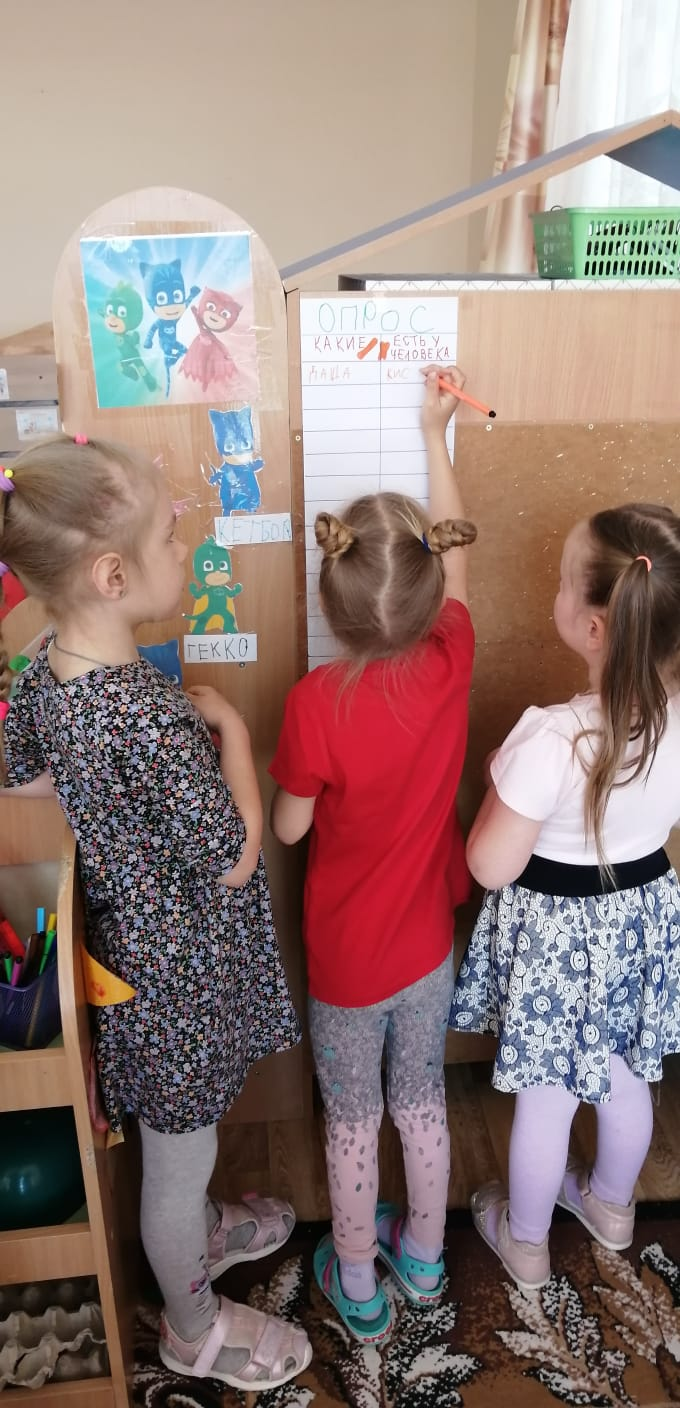 ОПРОС
КАКИЕ ЕСТЬ У
ЧЕЛОВЕКА
ДАША КИС
КЕТБОЙ
ГЕККО